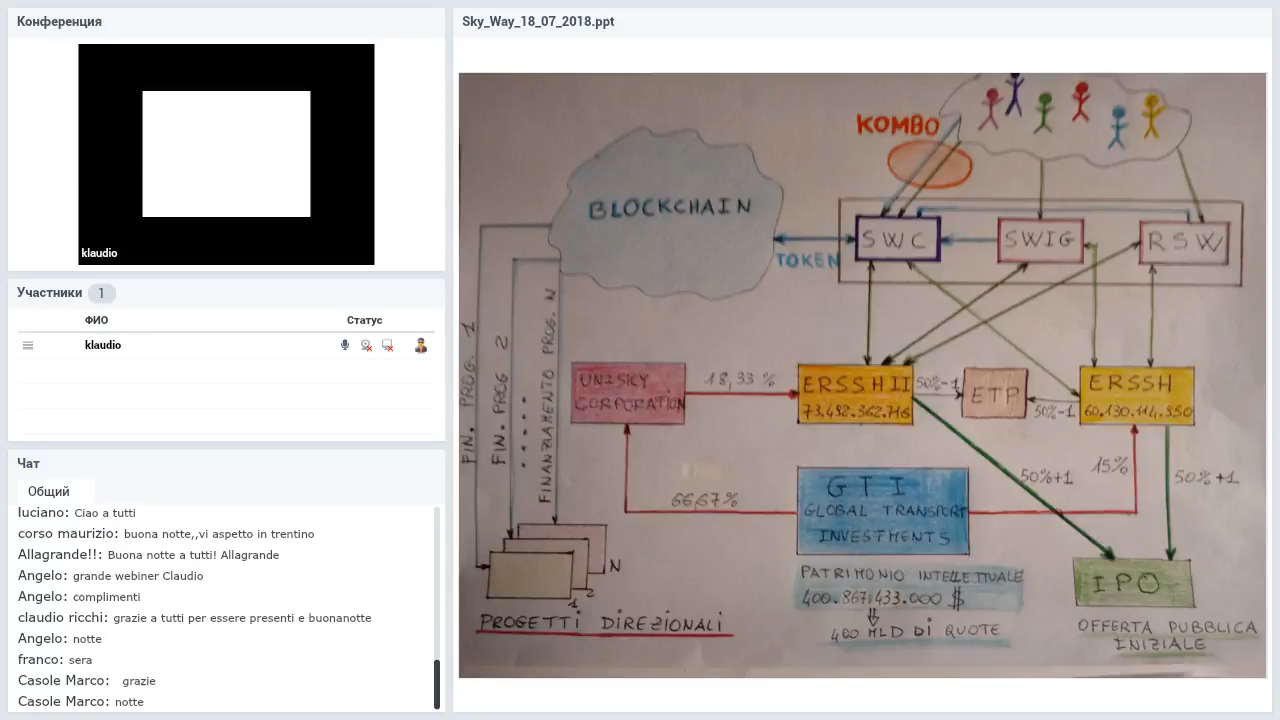 Конференция
klaudio
Участники 1
ФИО Статус
klaudio
Чат
Общий
luciano: Ciao a tutti
corso maurizio: buona notte,,vi aspetto in trentino
Allagrande!!: Buona notte a tutti! Allagrande
Angelo: grande webiner Claudio
Angelo: complimenti
claudio ricchi: grazie a tutti per essere presenti e buonanotte
Angelo: notte
franco: sera
Casole Marco: grazie
Casole Marco: notte
Sky_Way_18_07_2018.ppt
KOMBO
BLOCKCHAIN
TOKEN
SWC
SWIG
RSW
FIN. PROG. 1
FIN. PROG 2
FINANZIAMENTO PROG. N
UNISKY
CORPORATION
18,33 %
ERSSH II
73.492.362.716
50%-1
ETP
50%-1
ERSSH
60.130.114.950
66,67%
GTI
GLOBAL TRANSPORT
INVESTMENTS
15%
50%+1
50%+1
IPO
OFFERTA PUBBLICA
INIZIALE
PATRIMONIO INTELLETTUALE
400.867.433.000 $
400 MLD DI QUOTE
1 2 N
PROGETTI DIREZIONALI